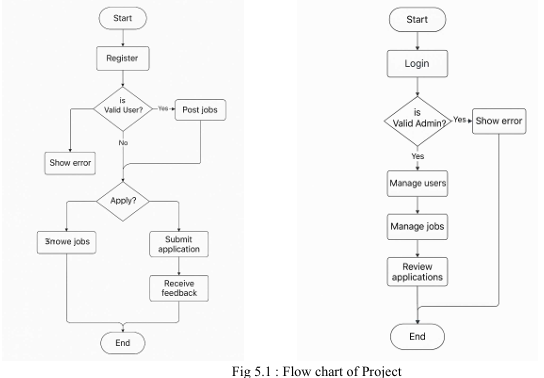 Start
Register
is
Valid User?
Yes
Post jobs
No
Show error
Apply?
Зпowe jobs
Submit
application
Receive
feedback
End
Start
Login
is
Valid Admin?
Yes
Show error
Yes
Manage users
Manage jobs
Review
applications
End
Fig 5.1 : Flow chart of Project